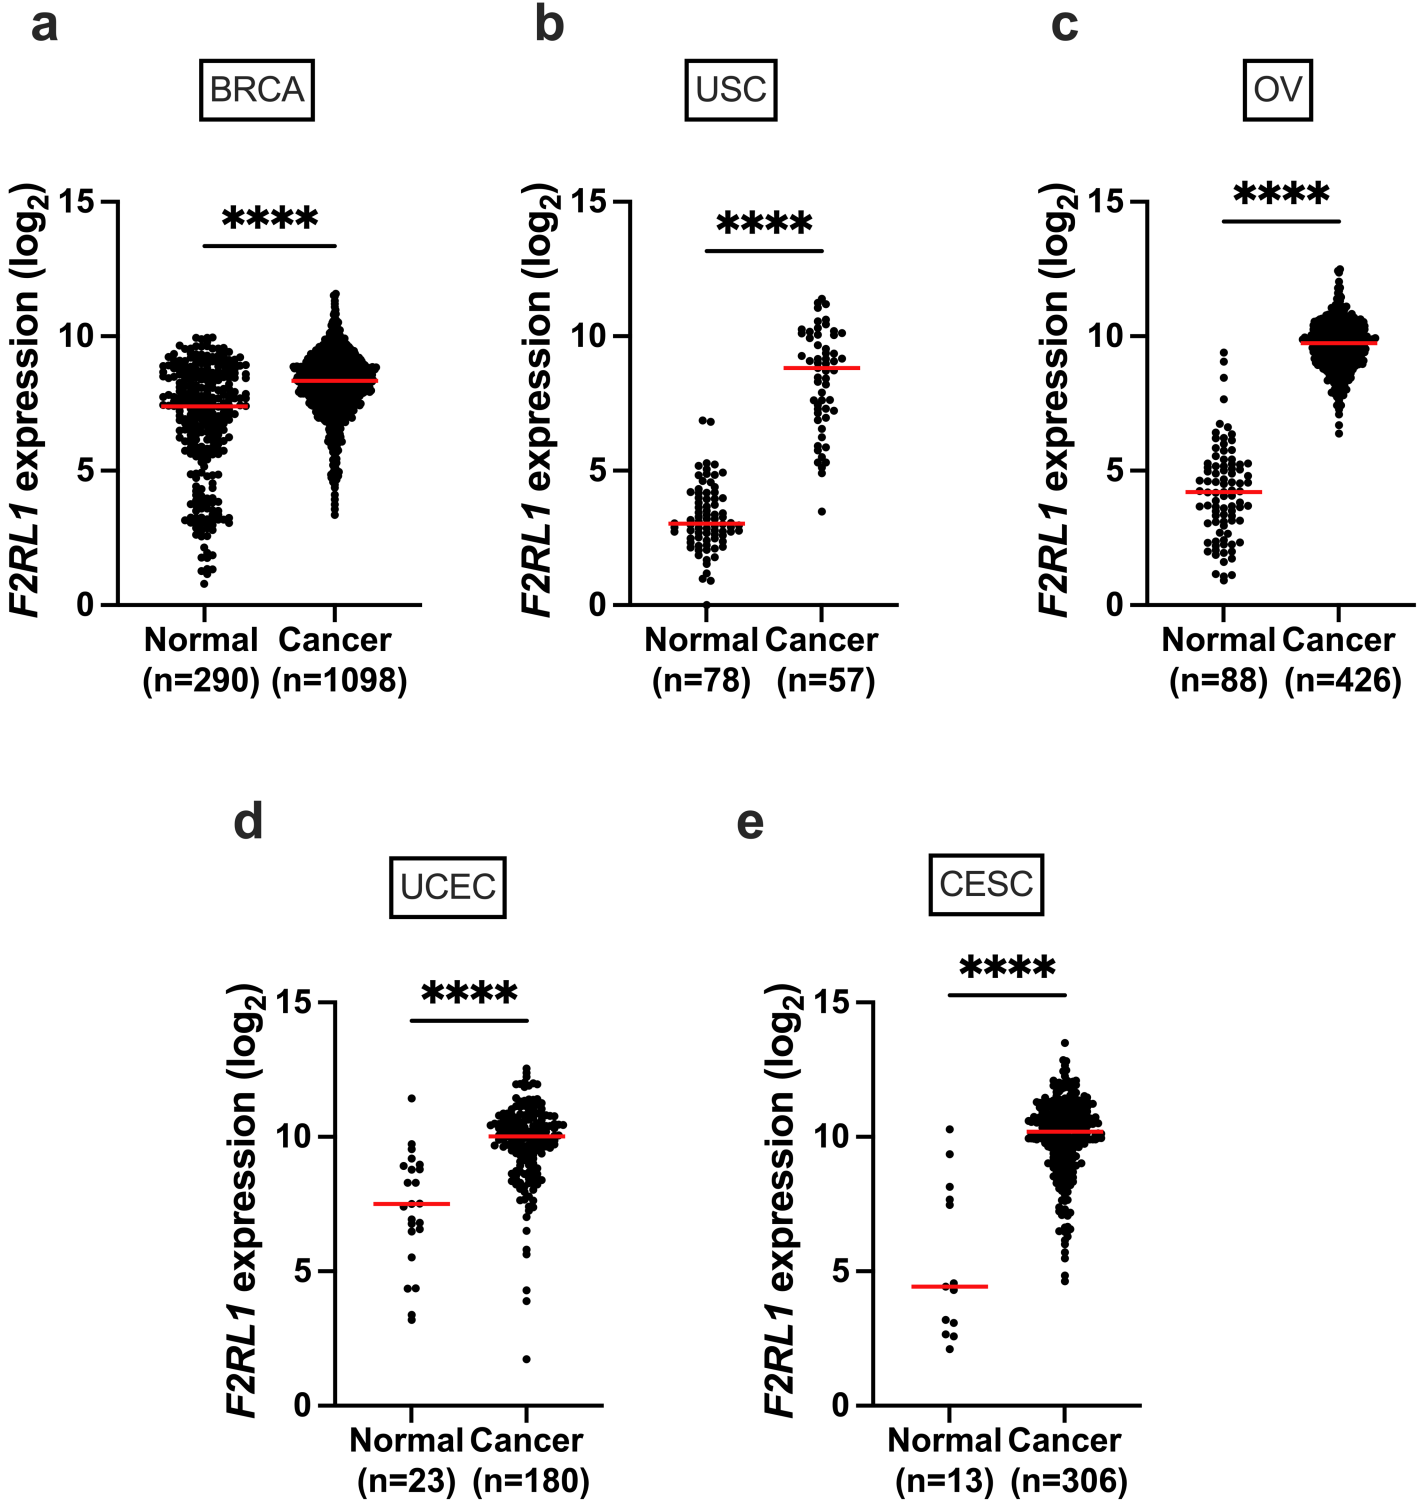 a
BRCA
F2RL1 expression (log2)
15
10
5
0
****
Normal Cancer
(n=290) (n=1098)
b
USC
F2RL1 expression (log2)
15
10
5
0
****
Normal Cancer
(n=78) (n=57)
c
OV
F2RL1 expression (log2)
15
10
5
0
****
Normal Cancer
(n=88) (n=426)
d
UCEC
F2RL1 expression (log2)
15
10
5
0
****
Normal Cancer
(n=23) (n=180)
e
CESC
F2RL1 expression (log2)
15
10
5
0
****
Normal Cancer
(n=13) (n=306)